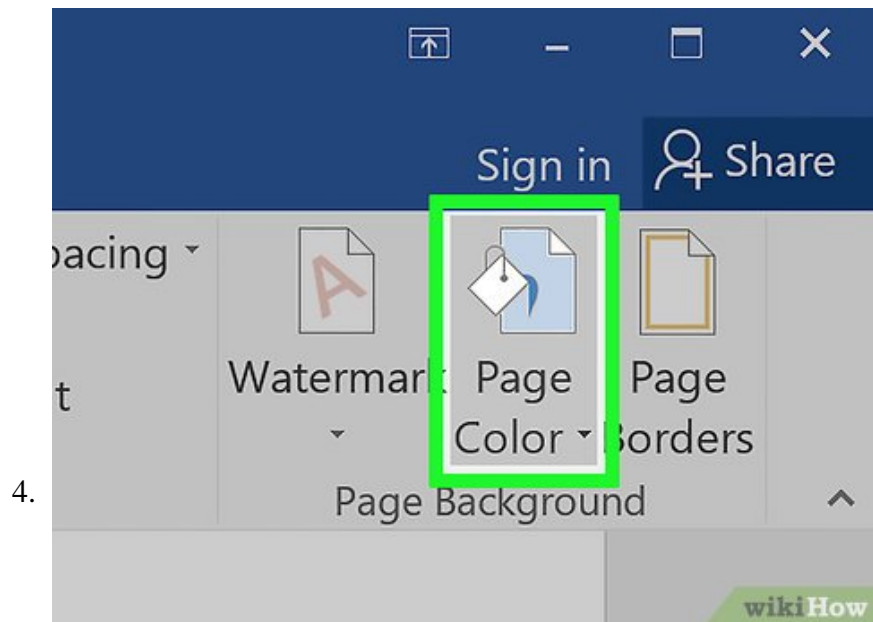 Sign in Share
pacing
t
Watermark Page Page
Color Borders
Page Background
4.
wikiHow